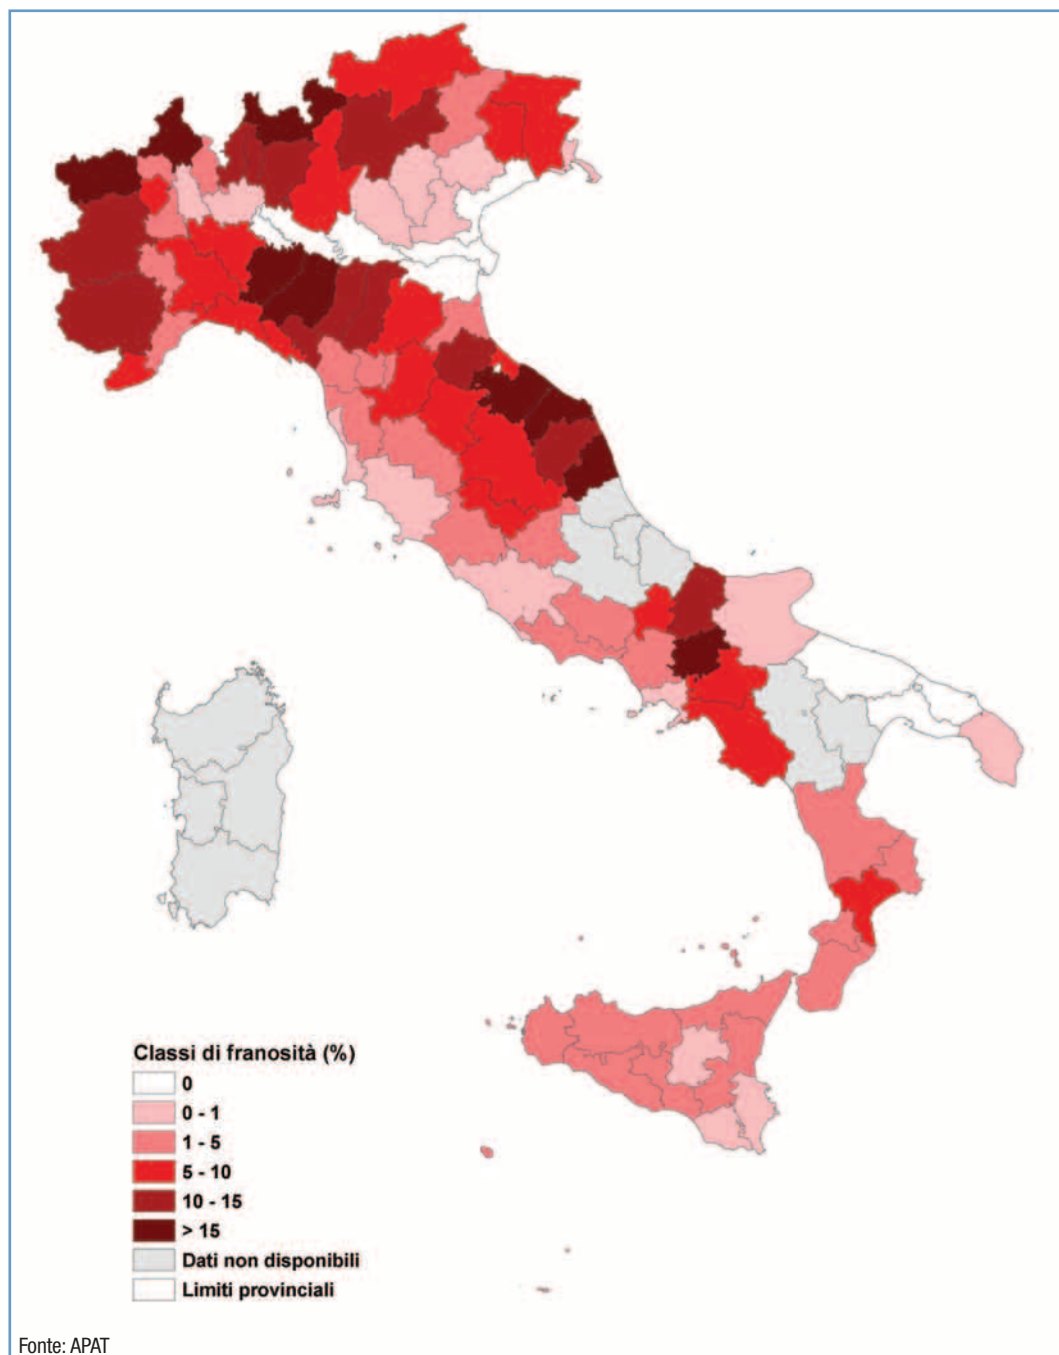 Classi di franosità (%)
0
0 - 1
1 - 5
5 - 10
10 - 15
> 15
Dati non disponibili
Limiti provinciali
Fonte: APAT